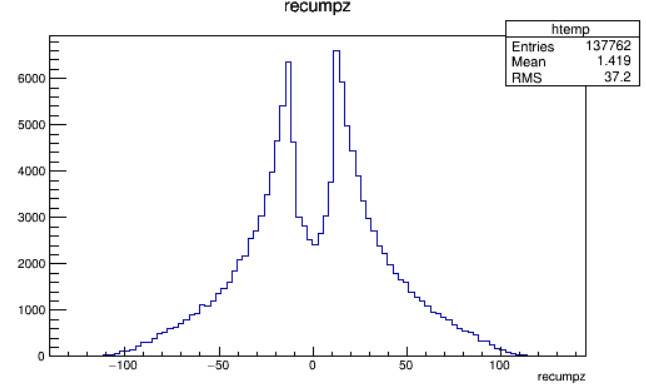 recumpz
htemp
Entries 137762
Mean 1.419
RMS 37.2
6000
5000
4000
3000
2000
1000
0
−100 −50 0 50 100
recumpz